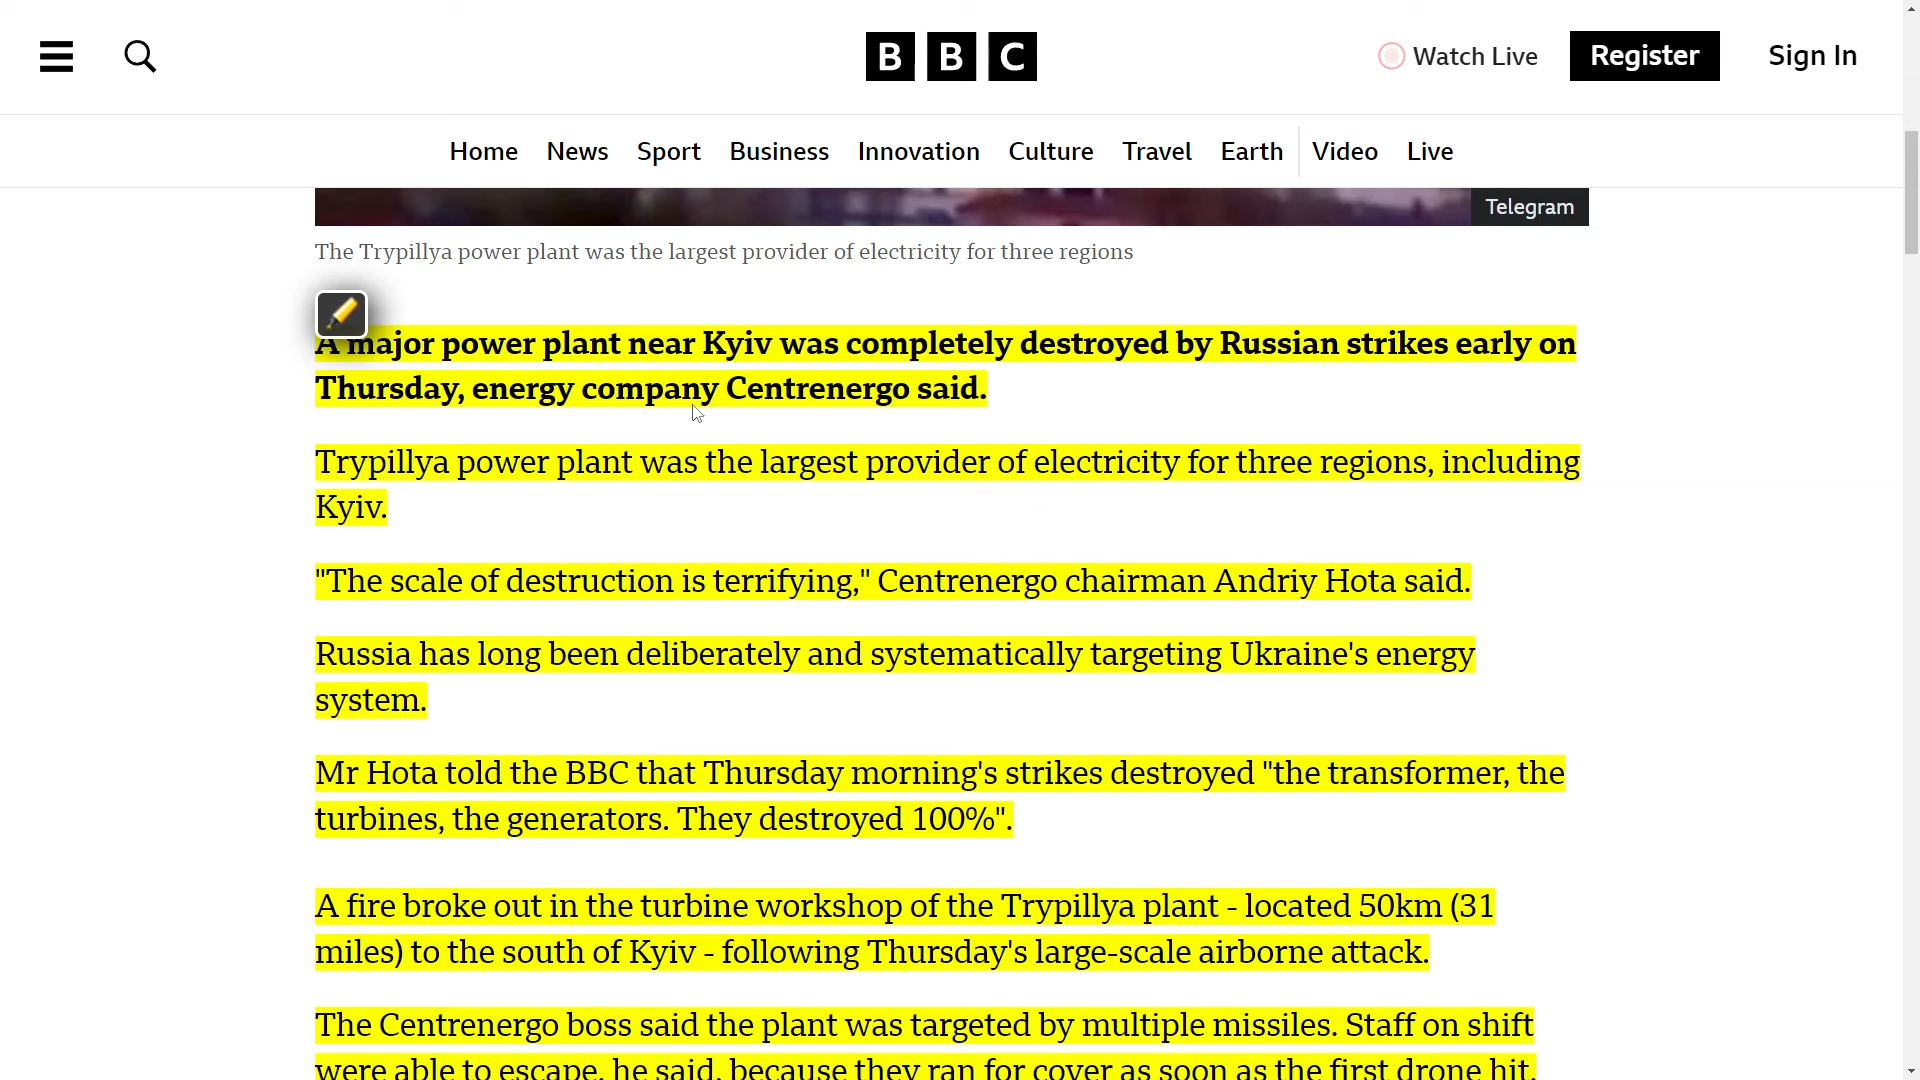 BBC
Watch Live
Register
Sign In
Home News Sport Business Innovation Culture Travel Earth Video Live
Telegram
The Trypillya power plant was the largest provider of electricity for three regions
A major power plant near Kyiv was completely destroyed by Russian strikes early on
Thursday, energy company Centrenergo said.
Trypillya power plant was the largest provider of electricity for three regions, including
Kyiv.
"The scale of destruction is terrifying," Centrenergo chairman Andriy Hota said.
Russia has long been deliberately and systematically targeting Ukraine's energy
system.
Mr Hota told the BBC that Thursday morning's strikes destroyed "the transformer, the
turbines, the generators. They destroyed 100%".
A fire broke out in the turbine workshop of the Trypillya plant - located 50km (31
miles) to the south of Kyiv - following Thursday's large-scale airborne attack.
The Centrenergo boss said the plant was targeted by multiple missiles. Staff on shift
were able to escape, he said, because they ran for cover as soon as the first drone hit.